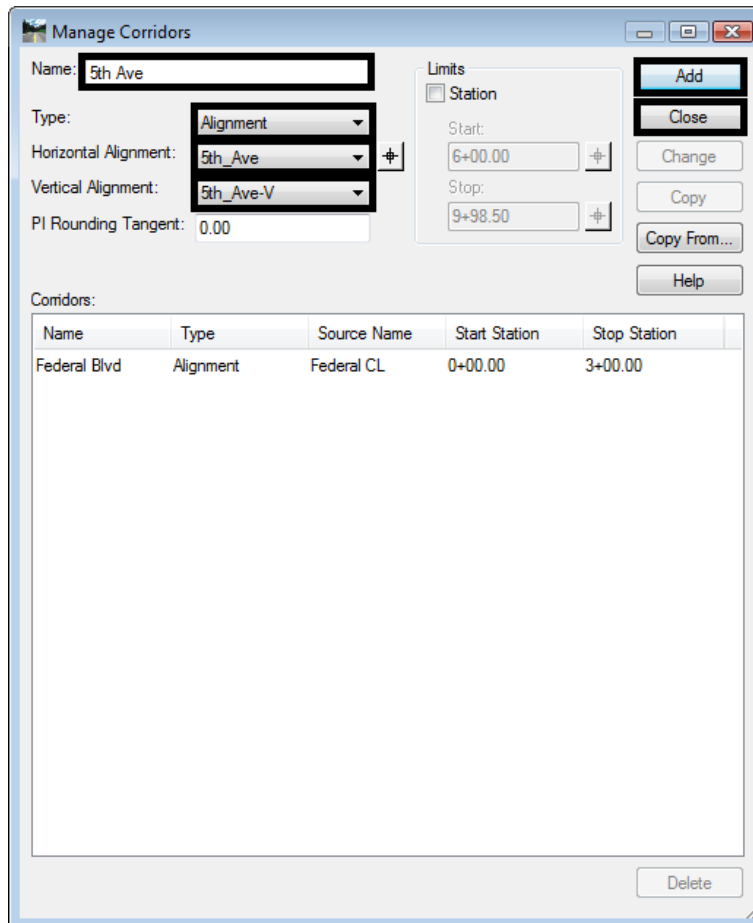 Manage Corridors
Name: 5th Ave
Limits
Station
Add
Type: Alignment
Start:
Close
Horizontal Alignment: 5th_Ave
6+00.00
Change
Vertical Alignment: 5th_Ave-V
Stop:
Copy
PI Rounding Tangent: 0.00
9+98.50
Copy From...
Help
Corridors:
Name Type Source Name Start Station Stop Station
Federal Blvd Alignment Federal CL 0+00.00 3+00.00
Delete